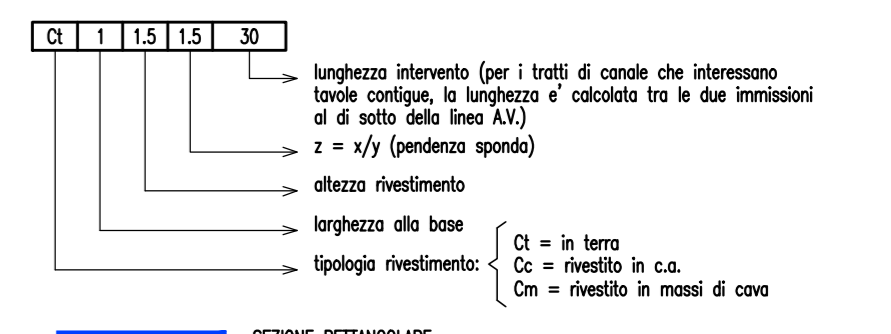 Ct 1 1.5 1.5 30
lunghezza intervento (per i tratti di canale che interessano
tavole contigue, la lunghezza e' calcolata tra le due immissioni
al di sotto della linea A.V.)
z = x/y (pendenza sponda)
altezza rivestimento
larghezza alla base
tipologia rivestimento:
Ct = in terra
Cc = rivestito in c.a.
Cm = rivestito in massi di cava
SEZIONE RETTANGOLARE